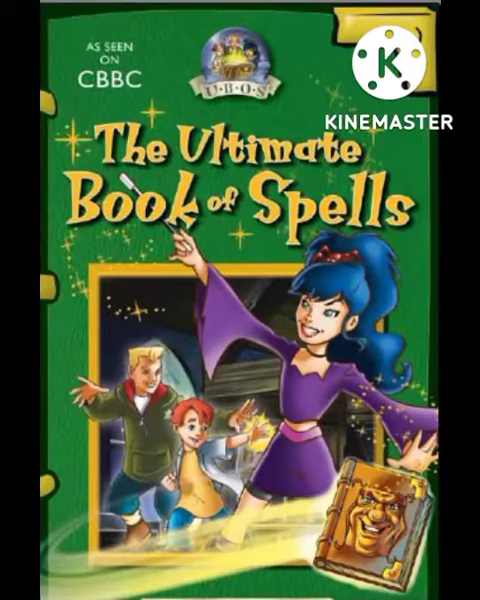 AS SEEN
ON
CBBC
U·B·O·S
KINEMASTER
The Ultimate
Book of Spells